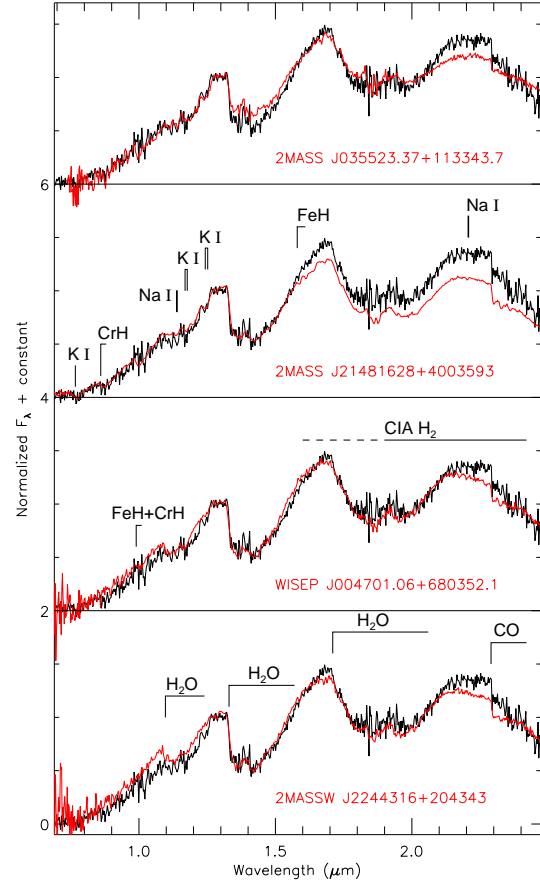 2MASS J035523.37+113343.7
6
FeH
Na I
K I
K I
Na I
CrH
K I
2MASS J21481628+4003593
4
CIA H₂
FeH+CrH
WISEP J004701.06+680352.1
2
H₂O
CO
H₂O
H₂O
2MASSW J2244316+204343
0
1.0 1.5 2.0
Wavelength (μm)
Normalized F_λ + constant